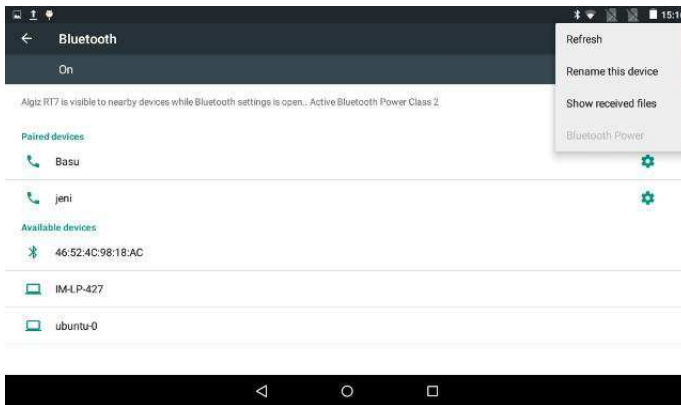 15:16
Bluetooth
On
Refresh
Rename this device
Show received files
Bluetooth Power
Algiz RT7 is visible to nearby devices while Bluetooth settings is open.. Active Bluetooth Power Class 2
Paired devices
Basu
jeni
Available devices
46:52:4C:98:18:AC
IM-LP-427
ubuntu-0